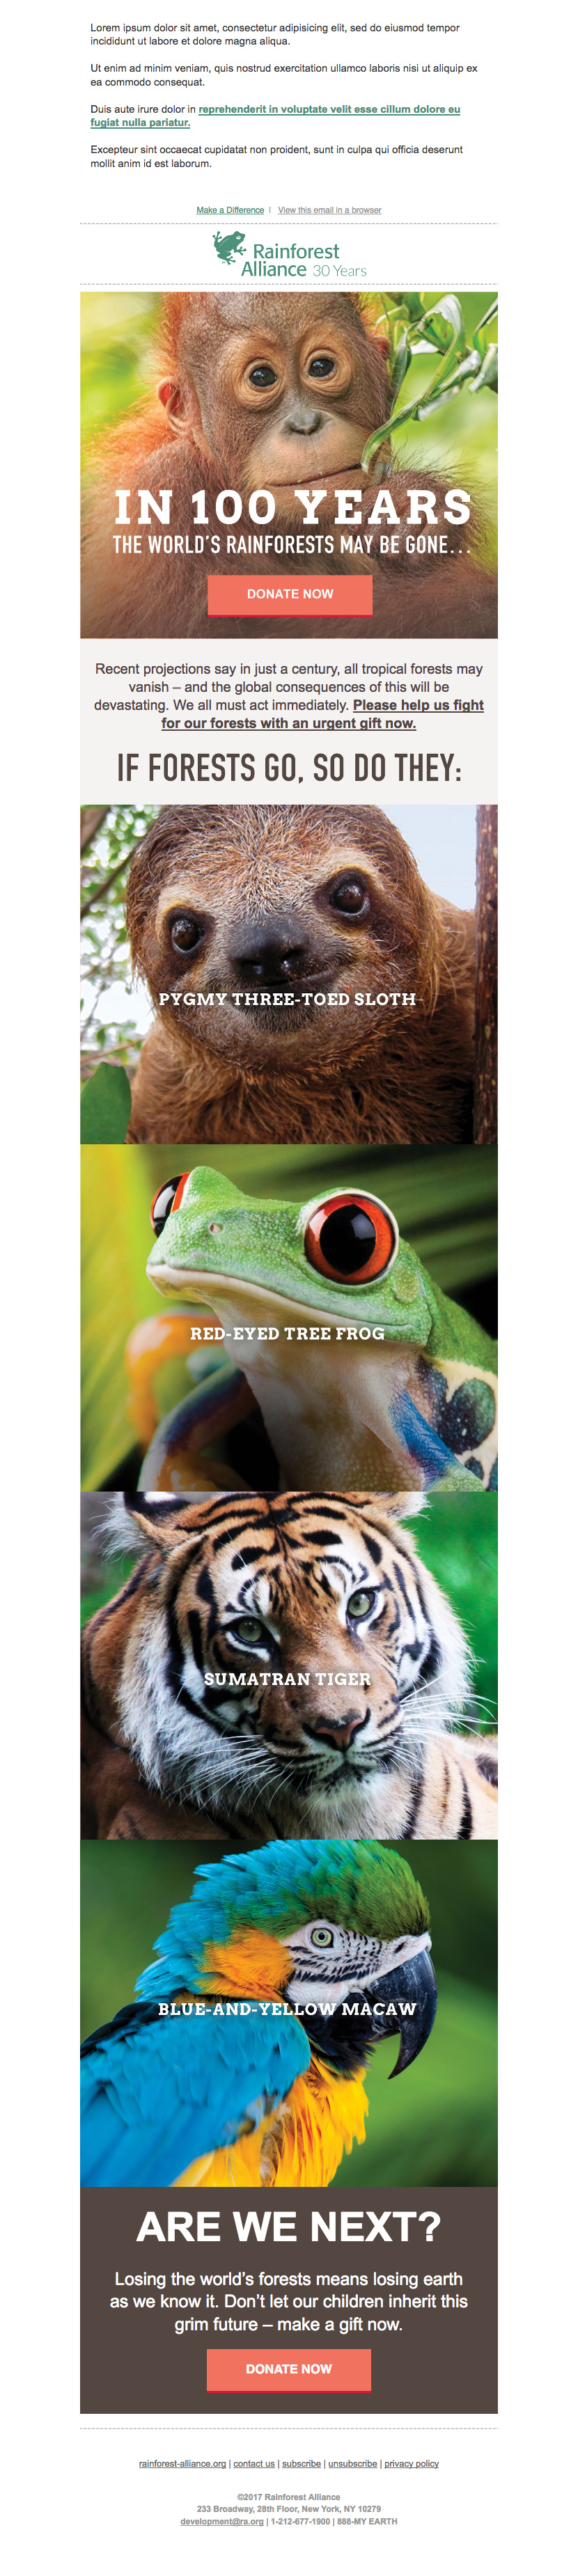 Lorem ipsum dolor sit amet, consectetur adipisicing elit, sed do eiusmod tempor
incididunt ut labore et dolore magna aliqua.
Ut enim ad minim veniam, quis nostrud exercitation ullamco laboris nisi ut aliquip ex
ea commodo consequat.
Duis aute irure dolor in reprehenderit in voluptate velit esse cillum dolore eu
fugiat nulla pariatur.
Excepteur sint occaecat cupidatat non proident, sunt in culpa qui officia deserunt
mollit anim id est laborum.
Make a Difference | View this email in a browser
Rainforest
Alliance 30 Years
IN 100 YEARS
THE WORLD'S RAINFORESTS MAY BE GONE...
DONATE NOW
Recent projections say in just a century, all tropical forests may
vanish – and the global consequences of this will be
devastating. We all must act immediately. Please help us fight
for our forests with an urgent gift now.
IF FORESTS GO, SO DO THEY:
PYGMY THREE-TOED SLOTH
RED-EYED TREE FROG
SUMATRAN TIGER
BLUE-AND-YELLOW MACAW
ARE WE NEXT?
Losing the world's forests means losing earth
as we know it. Don't let our children inherit this
grim future – make a gift now.
DONATE NOW
rainforest-alliance.org | contact us | subscribe | unsubscribe | privacy policy
©2017 Rainforest Alliance
233 Broadway, 28th Floor, New York, NY 10279
development@ra.org | 1-212-677-1900 | 888-MY EARTH